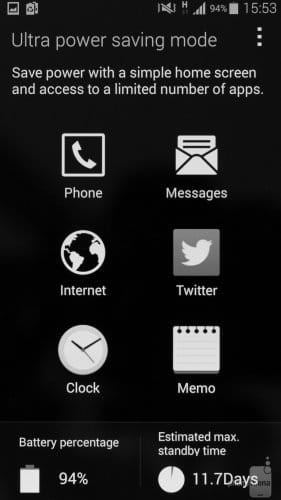 H 94% 15:53
Ultra power saving mode
Save power with a simple home screen
and access to a limited number of apps.
Phone Messages
Internet Twitter
Clock Memo
Battery percentage
94%
Estimated max.
standby time
11.7Days